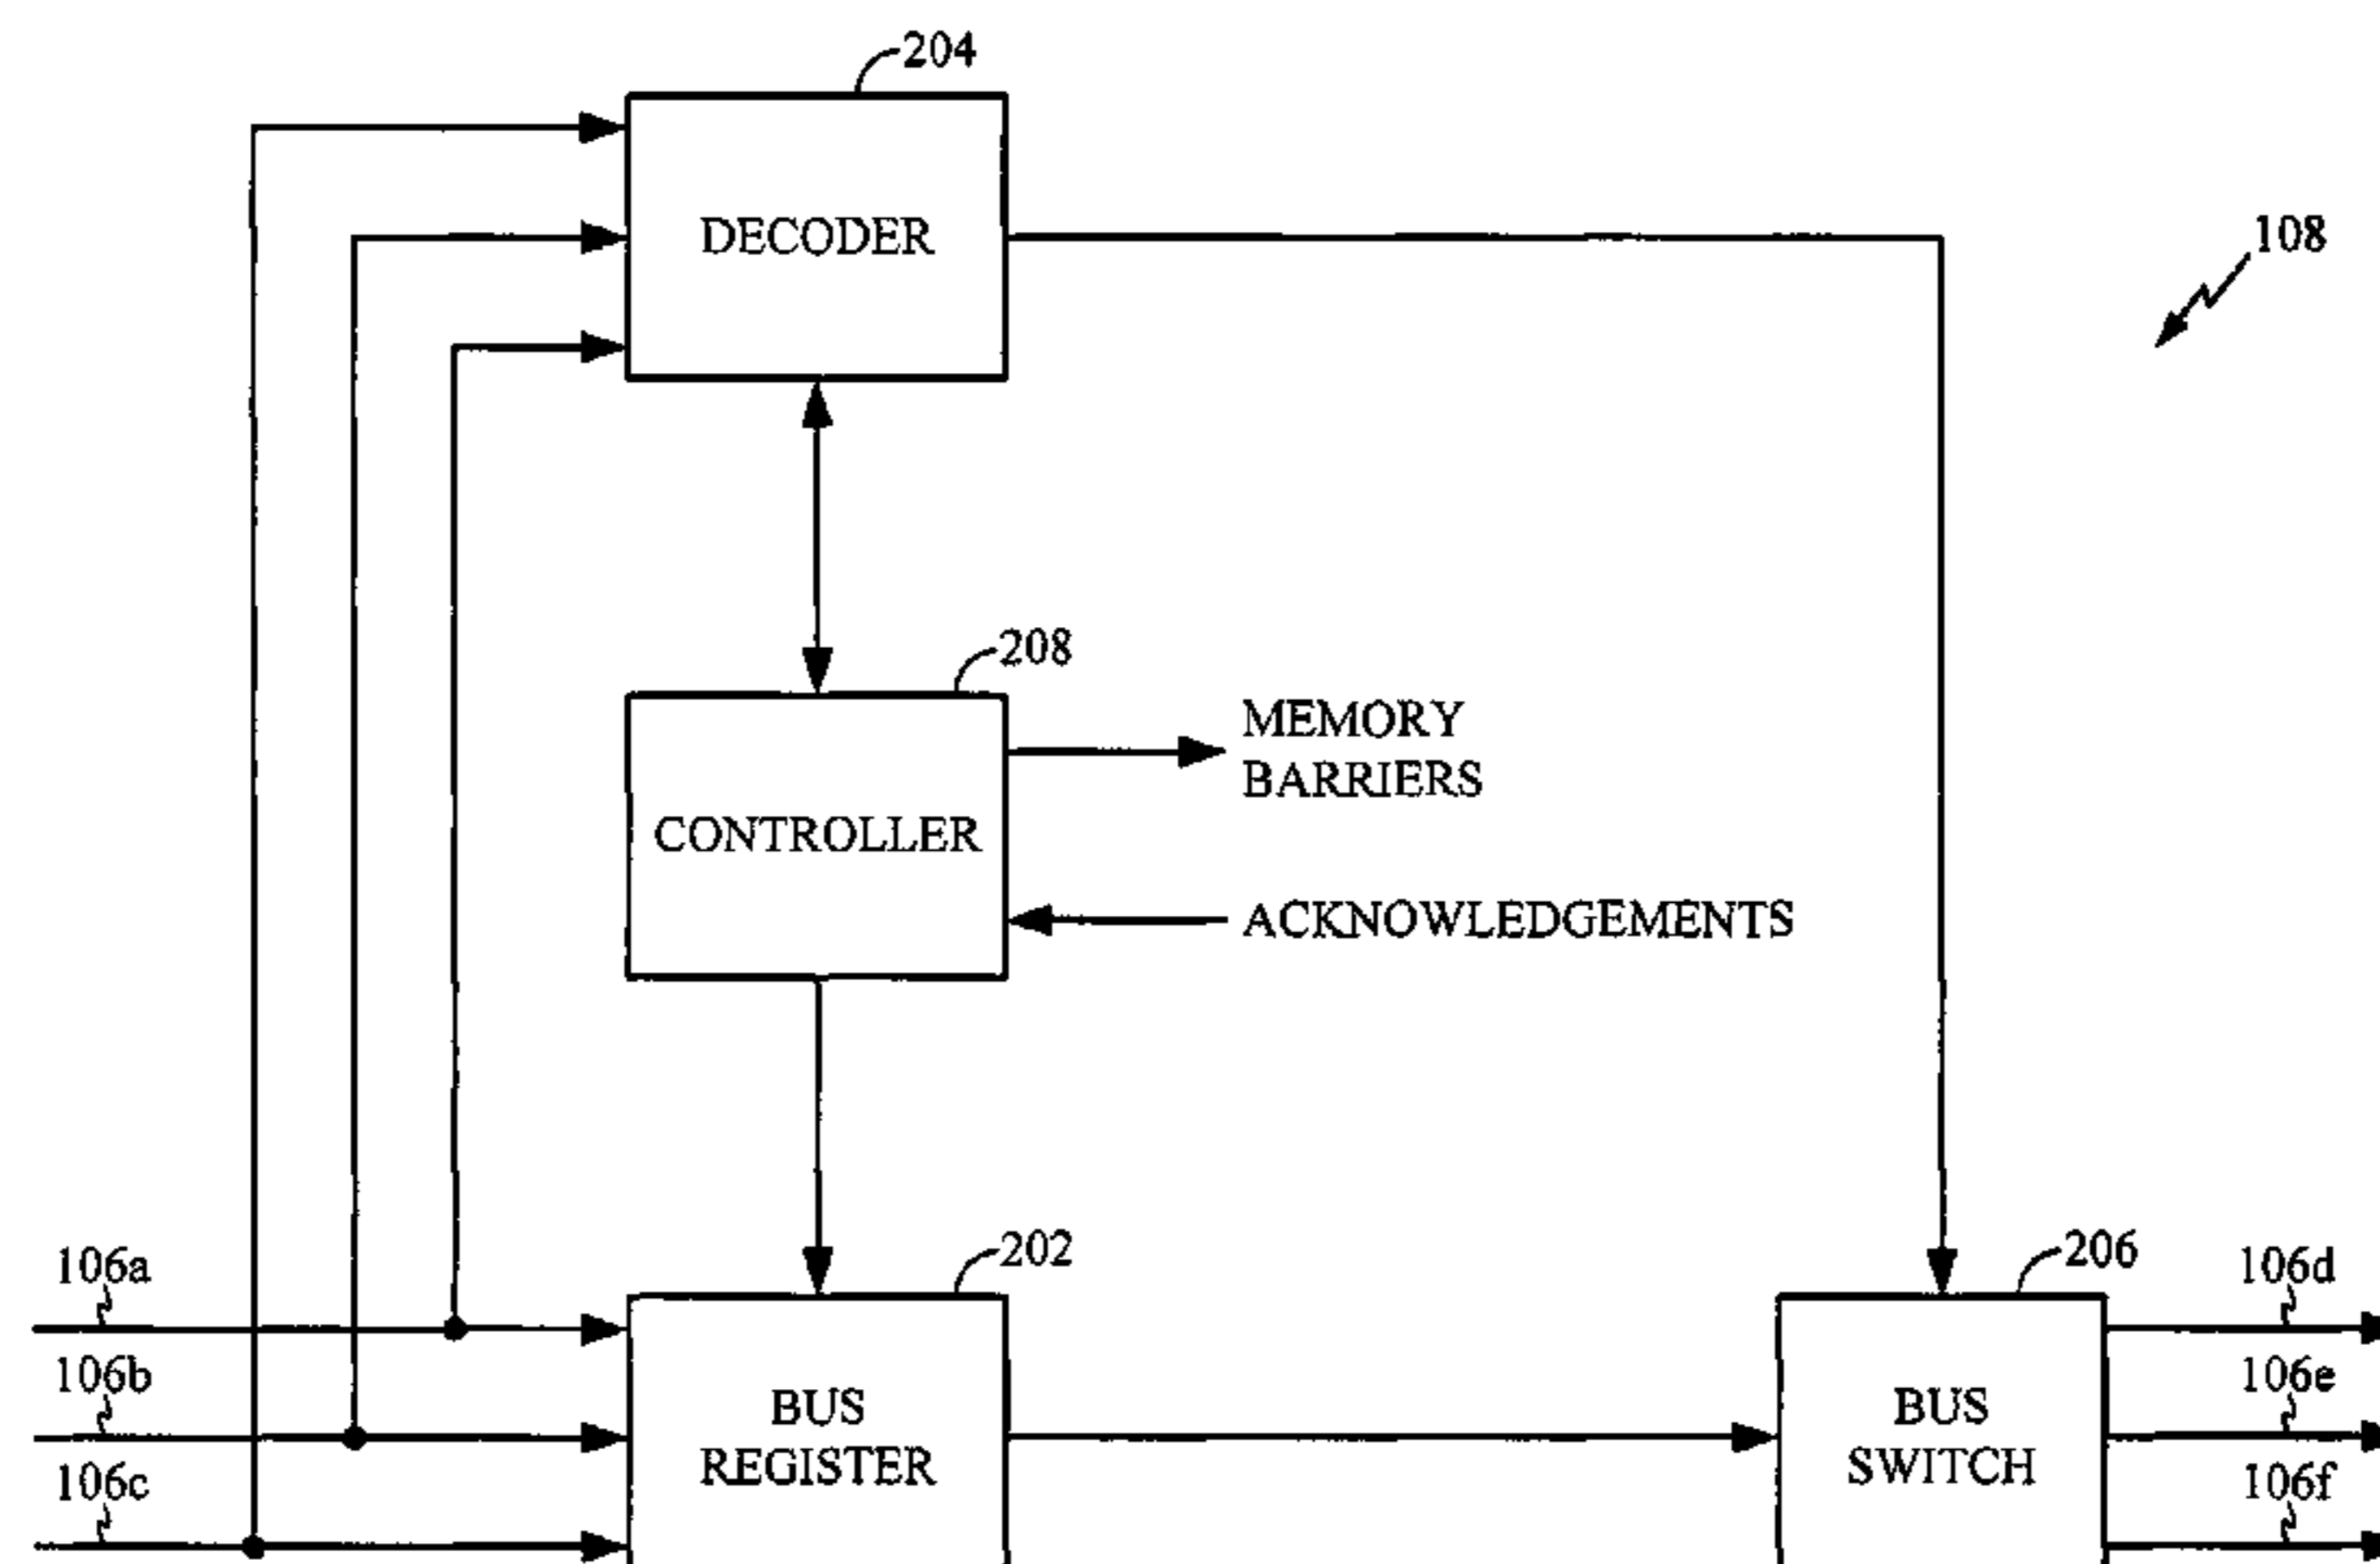 204
DECODER
108
208
MEMORY
BARRIERS
CONTROLLER
ACKNOWLEDGEMENTS
106a
202
206
106d
106b
BUS
REGISTER
BUS
SWITCH
106e
106c
106f